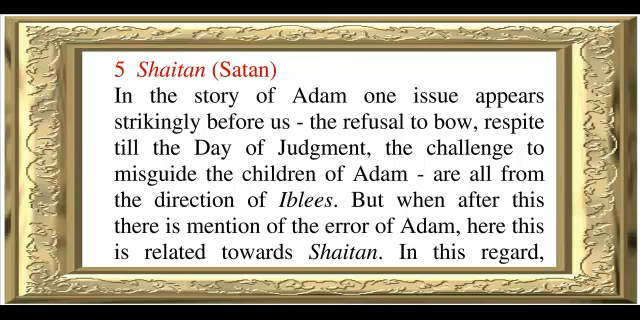 5 Shaitan (Satan)
In the story of Adam one issue appears
strikingly before us - the refusal to bow, respite
till the Day of Judgment, the challenge to
misguide the children of Adam - are all from
the direction of Iblees. But when after this
there is mention of the error of Adam, here this
is related towards Shaitan. In this regard,